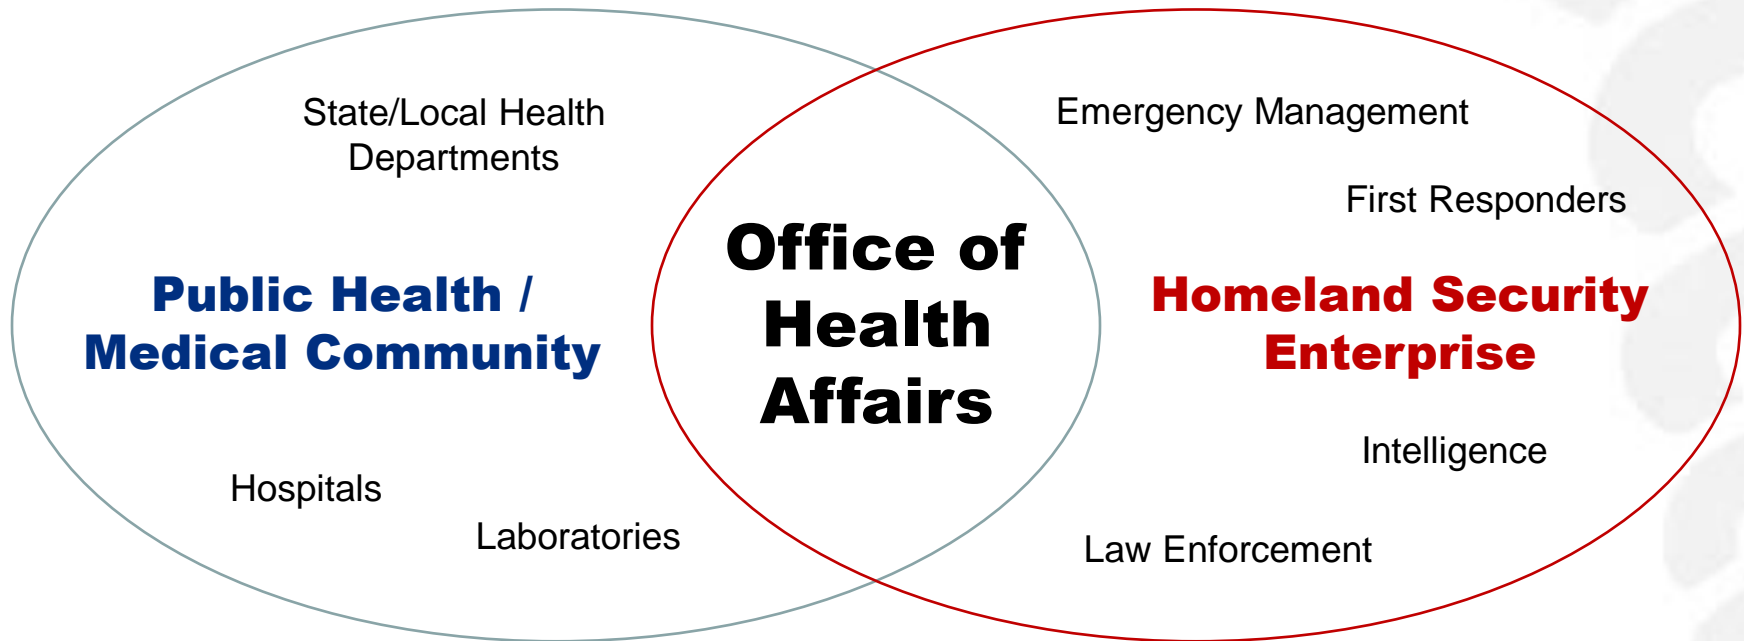 State/Local Health
Departments
Public Health /
Medical Community
Hospitals
Laboratories
Office of
Health
Affairs
Emergency Management
First Responders
Homeland Security
Enterprise
Intelligence
Law Enforcement